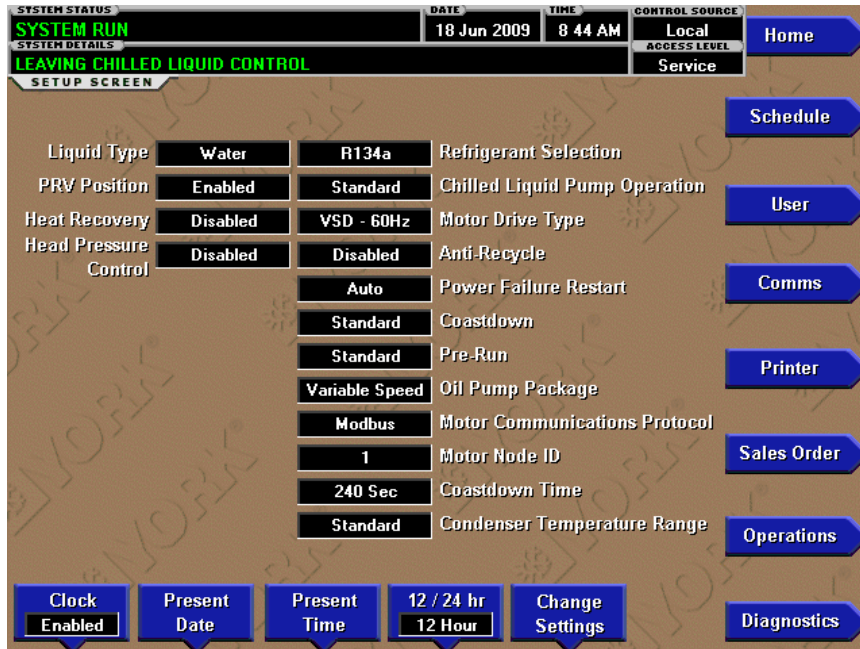 SYSTEM STATUS
SYSTEM RUN
DATE
18 Jun 2009
TIME
8 44 AM
CONTROL SOURCE
Local
SYSTEM DETAILS
LEAVING CHILLED LIQUID CONTROL
ACCESS LEVEL
Service
SETUP SCREEN
Home
Schedule
User
Comms
Printer
Sales Order
Operations
Diagnostics
Liquid Type Water
PRV Position Enabled
Heat Recovery Disabled
Head Pressure
Control Disabled
R134a Refrigerant Selection
Standard Chilled Liquid Pump Operation
VSD - 60Hz Motor Drive Type
Disabled Anti-Recycle
Auto Power Failure Restart
Standard Coastdown
Standard Pre-Run
Variable Speed Oil Pump Package
Modbus Motor Communications Protocol
1 Motor Node ID
240 Sec Coastdown Time
Standard Condenser Temperature Range
Clock
Enabled
Present
Date
Present
Time
12 / 24 hr
12 Hour
Change
Settings
YORK